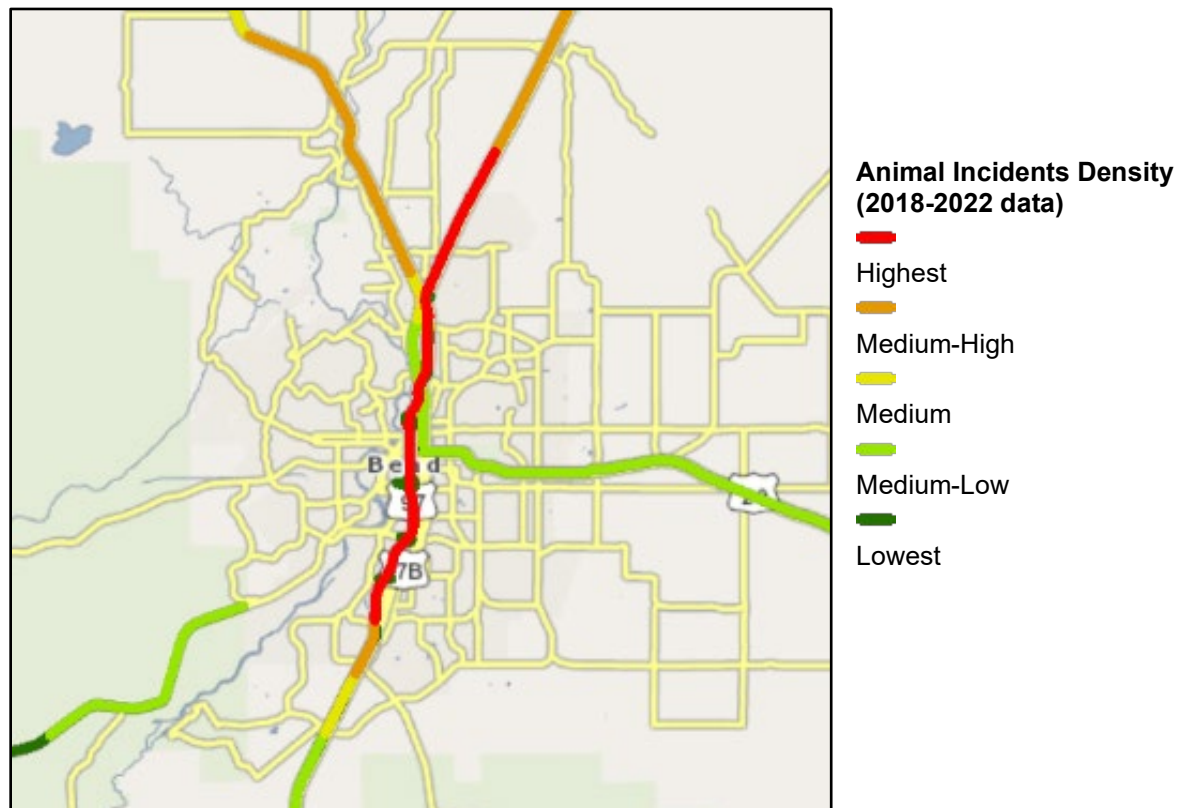 Bend
97
97B
20
Animal Incidents Density
(2018-2022 data)
Highest
Medium-High
Medium
Medium-Low
Lowest